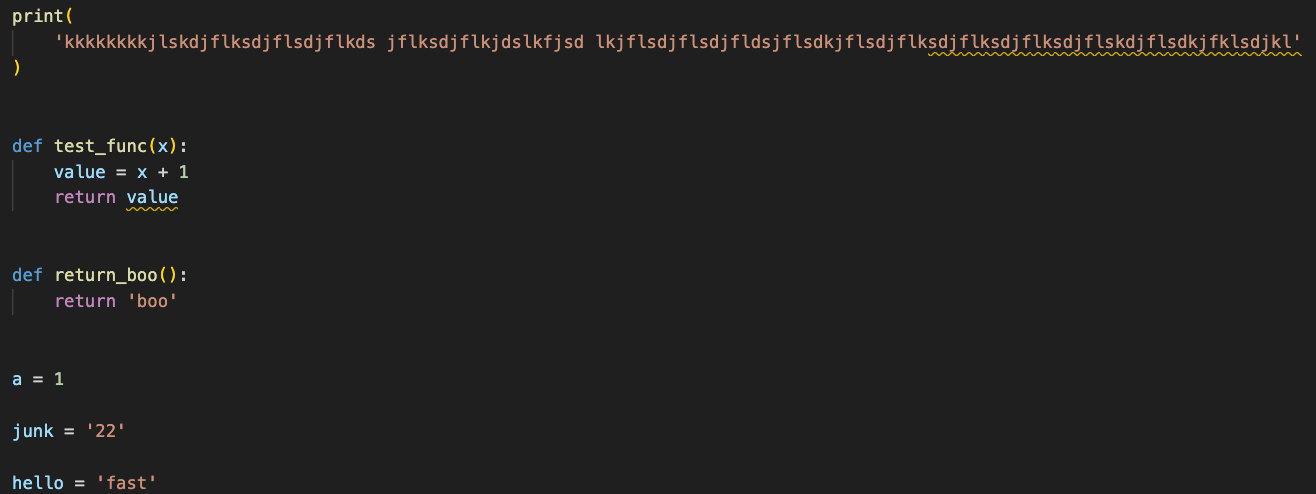 print(
    'kkkkkkkkjlskdjflksdjflsdjflkds jflksdjflkjdslkfjsd lkjflsdjflsdjfldsjflsdkjflsdjflksdjflksdjflksdjflskdjflsdkjfklsdjkl'
)
def test_func(x):
    value = x + 1
    return value
def return_boo():
    return 'boo'
a = 1
junk = '22'
hello = 'fast'